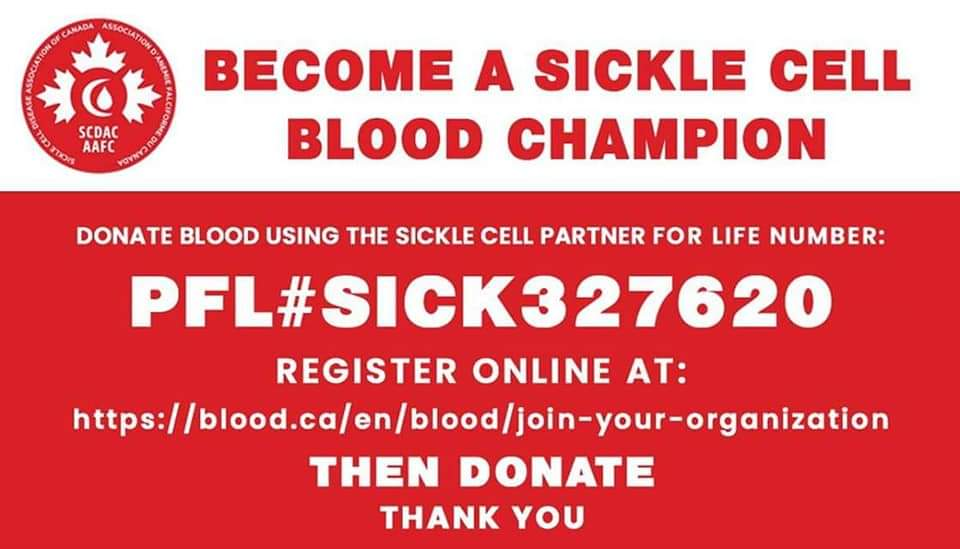 SICKLE CELL DISEASE ASSOCIATION OF CANADA
ASSOCIATION D'ANÉMIE FALCIFORME DU CANADA
SCDAC
AAFC
BECOME A SICKLE CELL
BLOOD CHAMPION
DONATE BLOOD USING THE SICKLE CELL PARTNER FOR LIFE NUMBER:
PFL#SICK327620
REGISTER ONLINE AT:
https://blood.ca/en/blood/join-your-organization
THEN DONATE
THANK YOU